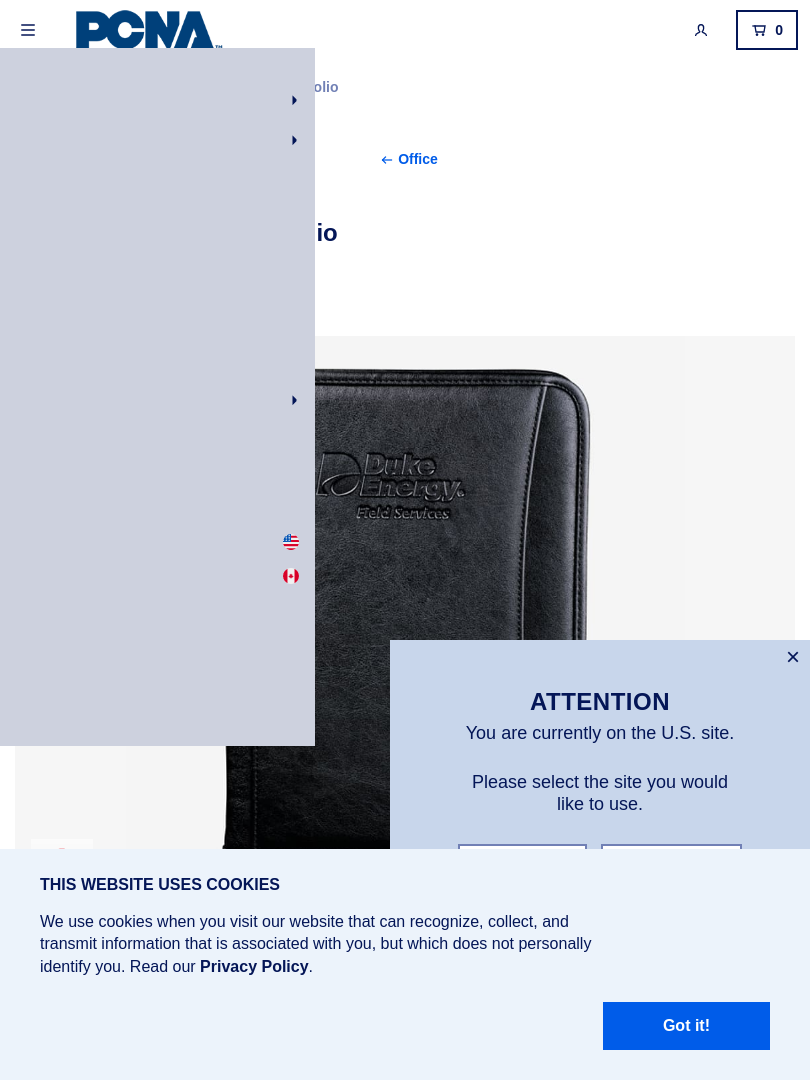 PCNA™
0
olio
← Office
io
Duke
Energy®
Field Services
×
ATTENTION
You are currently on the U.S. site.
Please select the site you would
like to use.
THIS WEBSITE USES COOKIES
We use cookies when you visit our website that can recognize, collect, and
transmit information that is associated with you, but which does not personally
identify you. Read our Privacy Policy.
Got it!